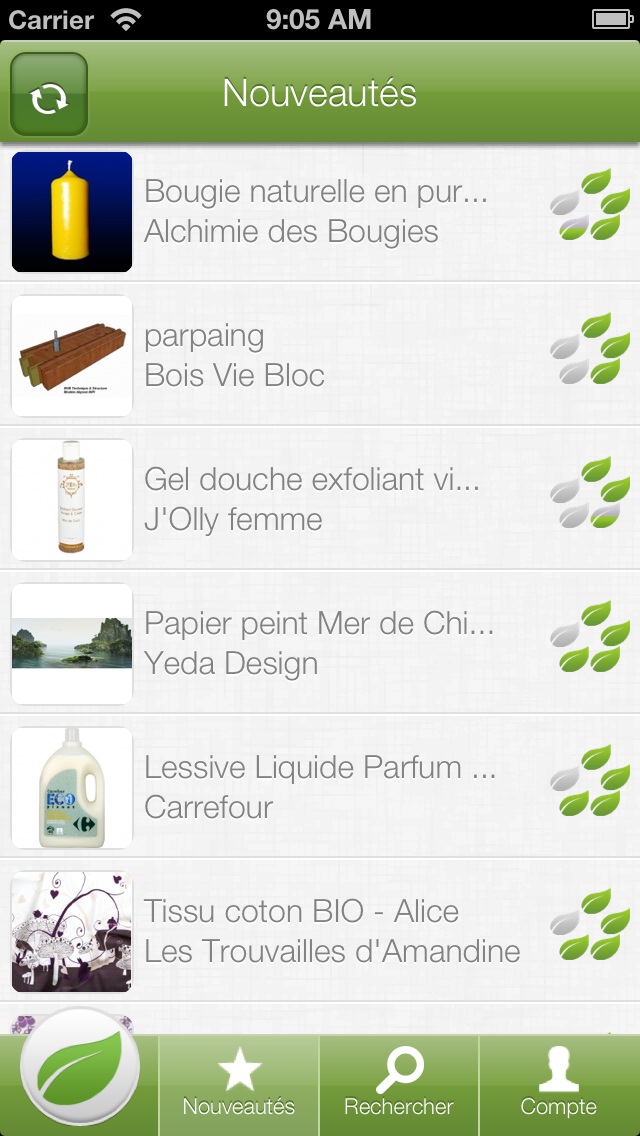 Carrier 9:05 AM
Nouveautés
Bougie naturelle en pur...
Alchimie des Bougies
parpaing
Bois Vie Bloc
Gel douche exfoliant vi...
J'Olly femme
Papier peint Mer de Chi...
Yeda Design
Lessive Liquide Parfum ...
Carrefour
ECO
Tissu coton BIO - Alice
Les Trouvailles d'Amandine
Nouveautés
Rechercher
Compte